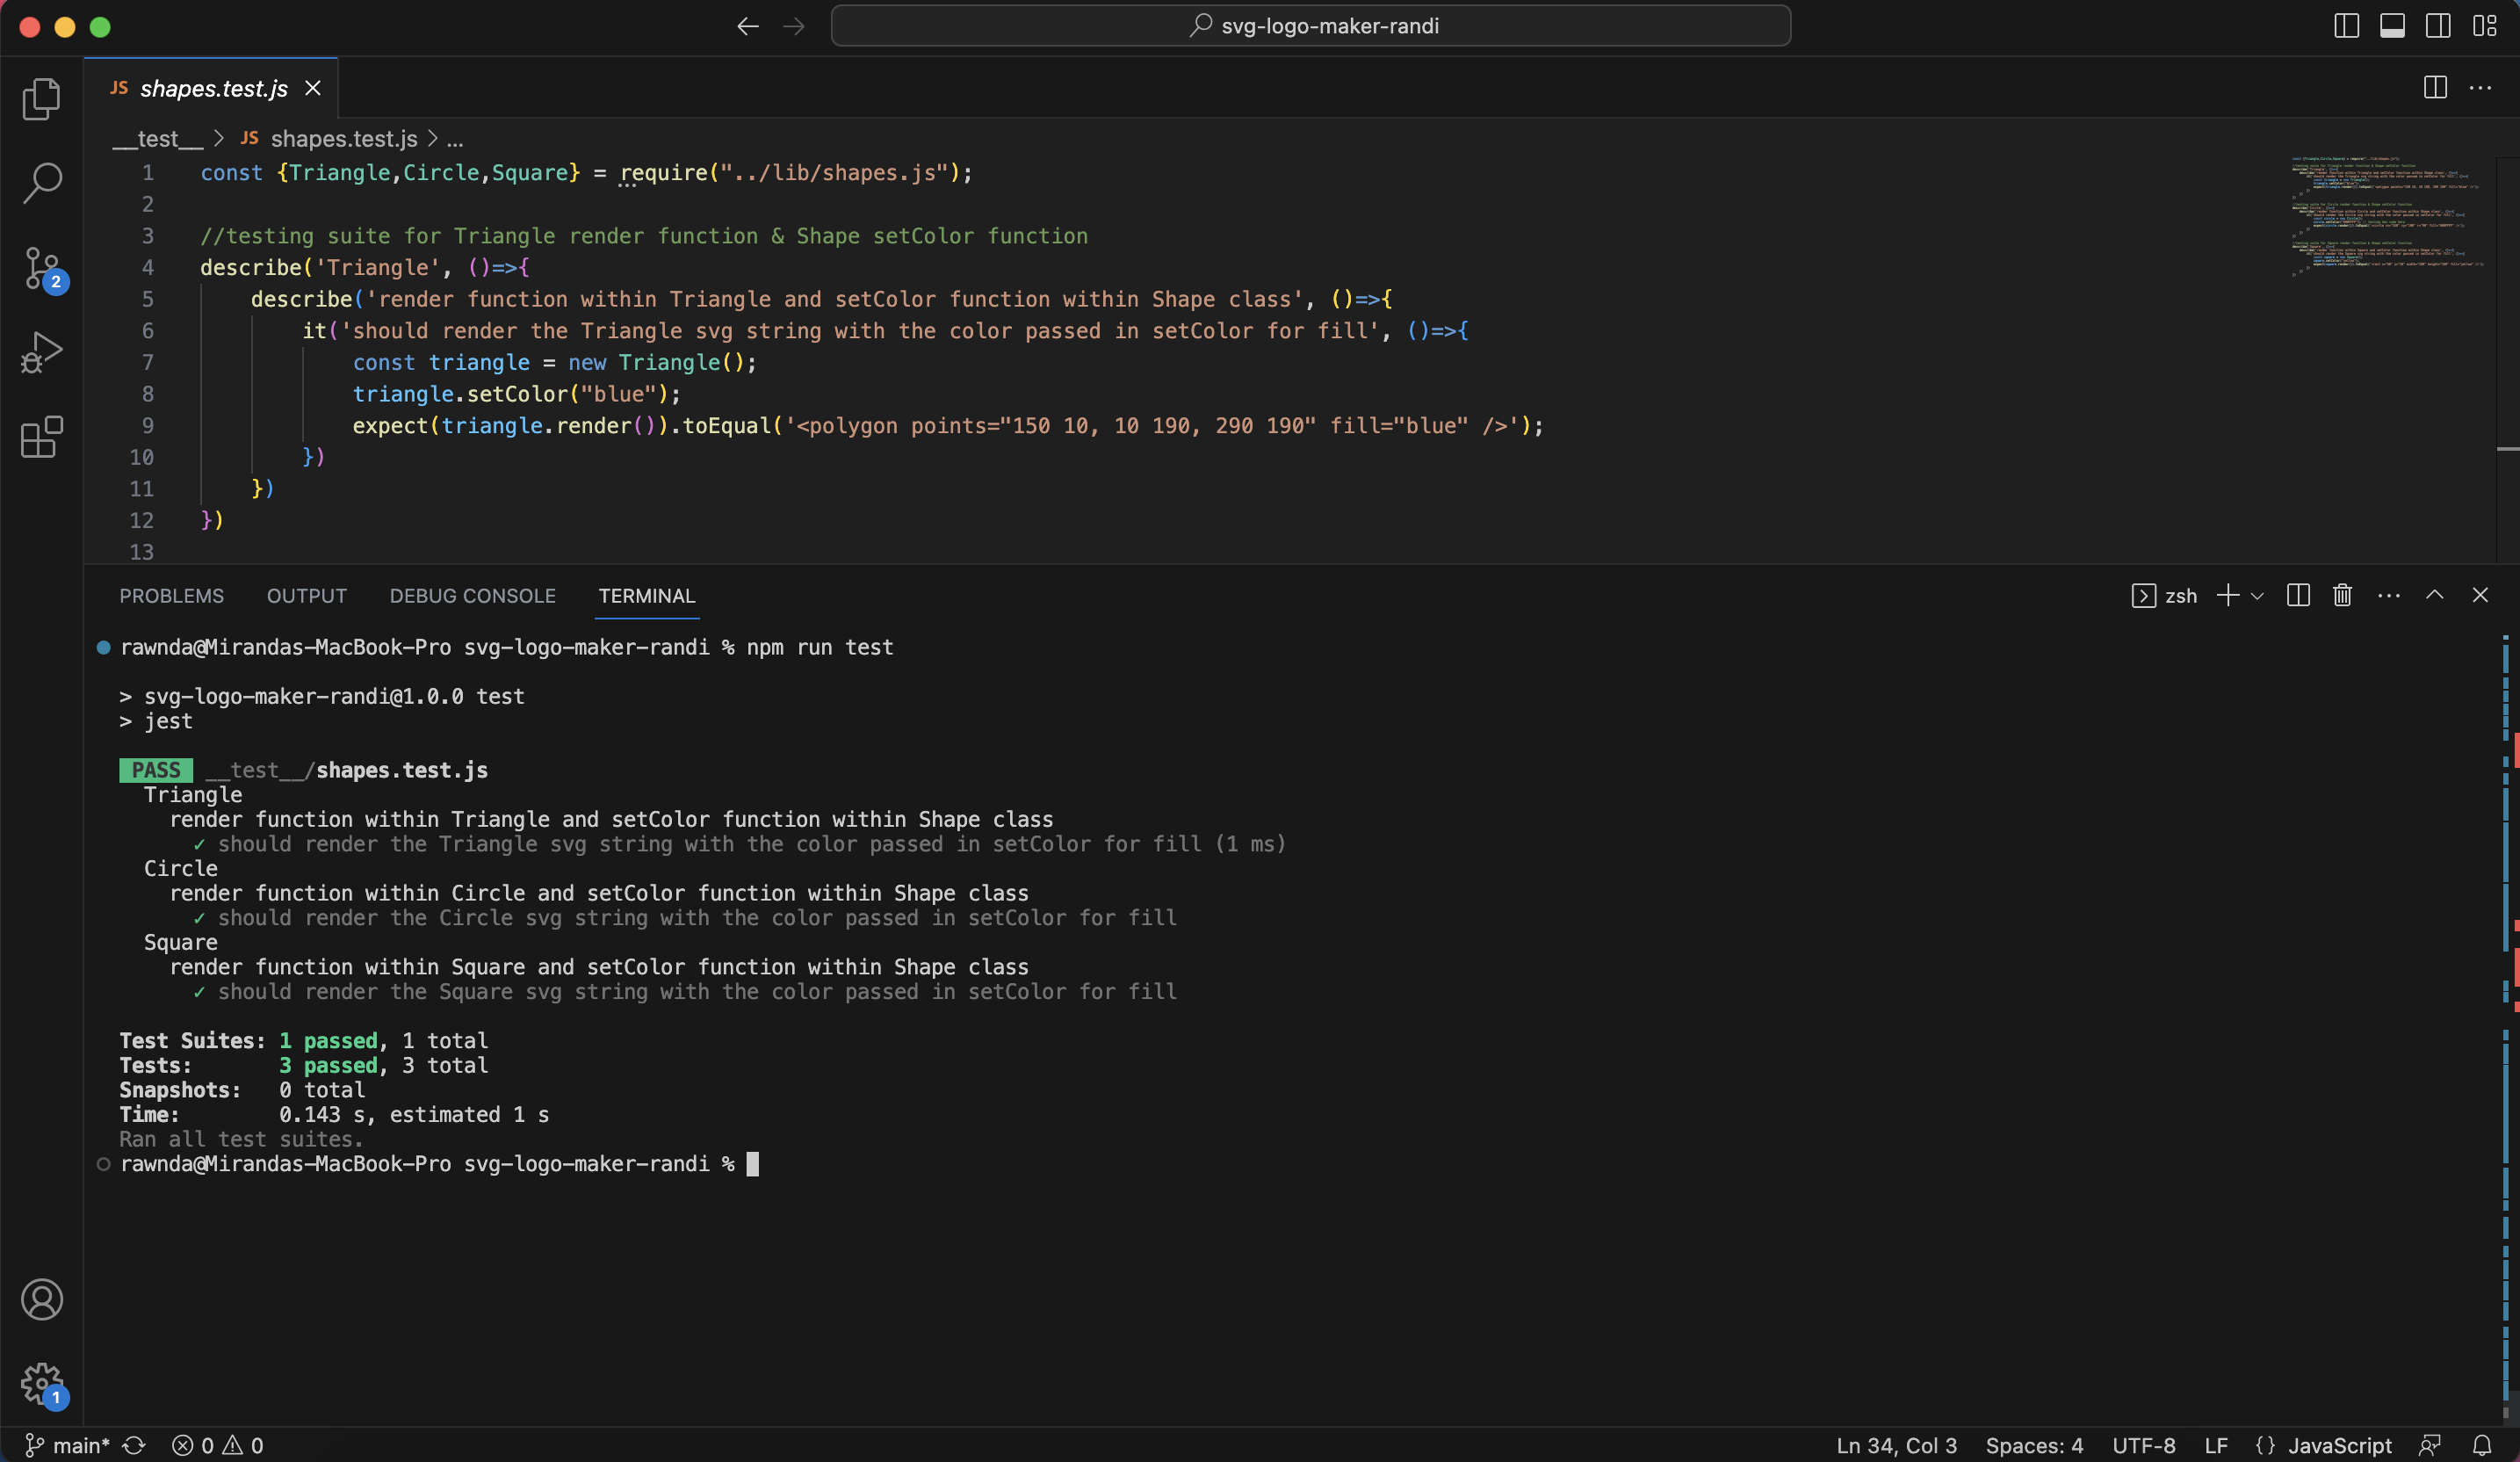 svg-logo-maker-randi
JS shapes.test.js
__test__ > JS shapes.test.js > ...
1 const {Triangle,Circle,Square} = require("../lib/shapes.js");
2
3 //testing suite for Triangle render function & Shape setColor function
4 describe('Triangle', ()=>{
5 describe('render function within Triangle and setColor function within Shape class', ()=>{
6 it('should render the Triangle svg string with the color passed in setColor for fill', ()=>{
7 const triangle = new Triangle();
8 triangle.setColor("blue");
9 expect(triangle.render()).toEqual('<polygon points="150 10, 10 190, 290 190" fill="blue" />');
10 })
11 })
12 })
13
2
PROBLEMS OUTPUT DEBUG CONSOLE TERMINAL zsh
rawnda@Mirandas-MacBook-Pro svg-logo-maker-randi % npm run test
> svg-logo-maker-randi@1.0.0 test
> jest
PASS __test__/shapes.test.js
Triangle
render function within Triangle and setColor function within Shape class
✓ should render the Triangle svg string with the color passed in setColor for fill (1 ms)
Circle
render function within Circle and setColor function within Shape class
✓ should render the Circle svg string with the color passed in setColor for fill
Square
render function within Square and setColor function within Shape class
✓ should render the Square svg string with the color passed in setColor for fill
Test Suites: 1 passed, 1 total
Tests: 3 passed, 3 total
Snapshots: 0 total
Time: 0.143 s, estimated 1 s
Ran all test suites.
rawnda@Mirandas-MacBook-Pro svg-logo-maker-randi %
1
main* 0 0 Ln 34, Col 3 Spaces: 4 UTF-8 LF {} JavaScript